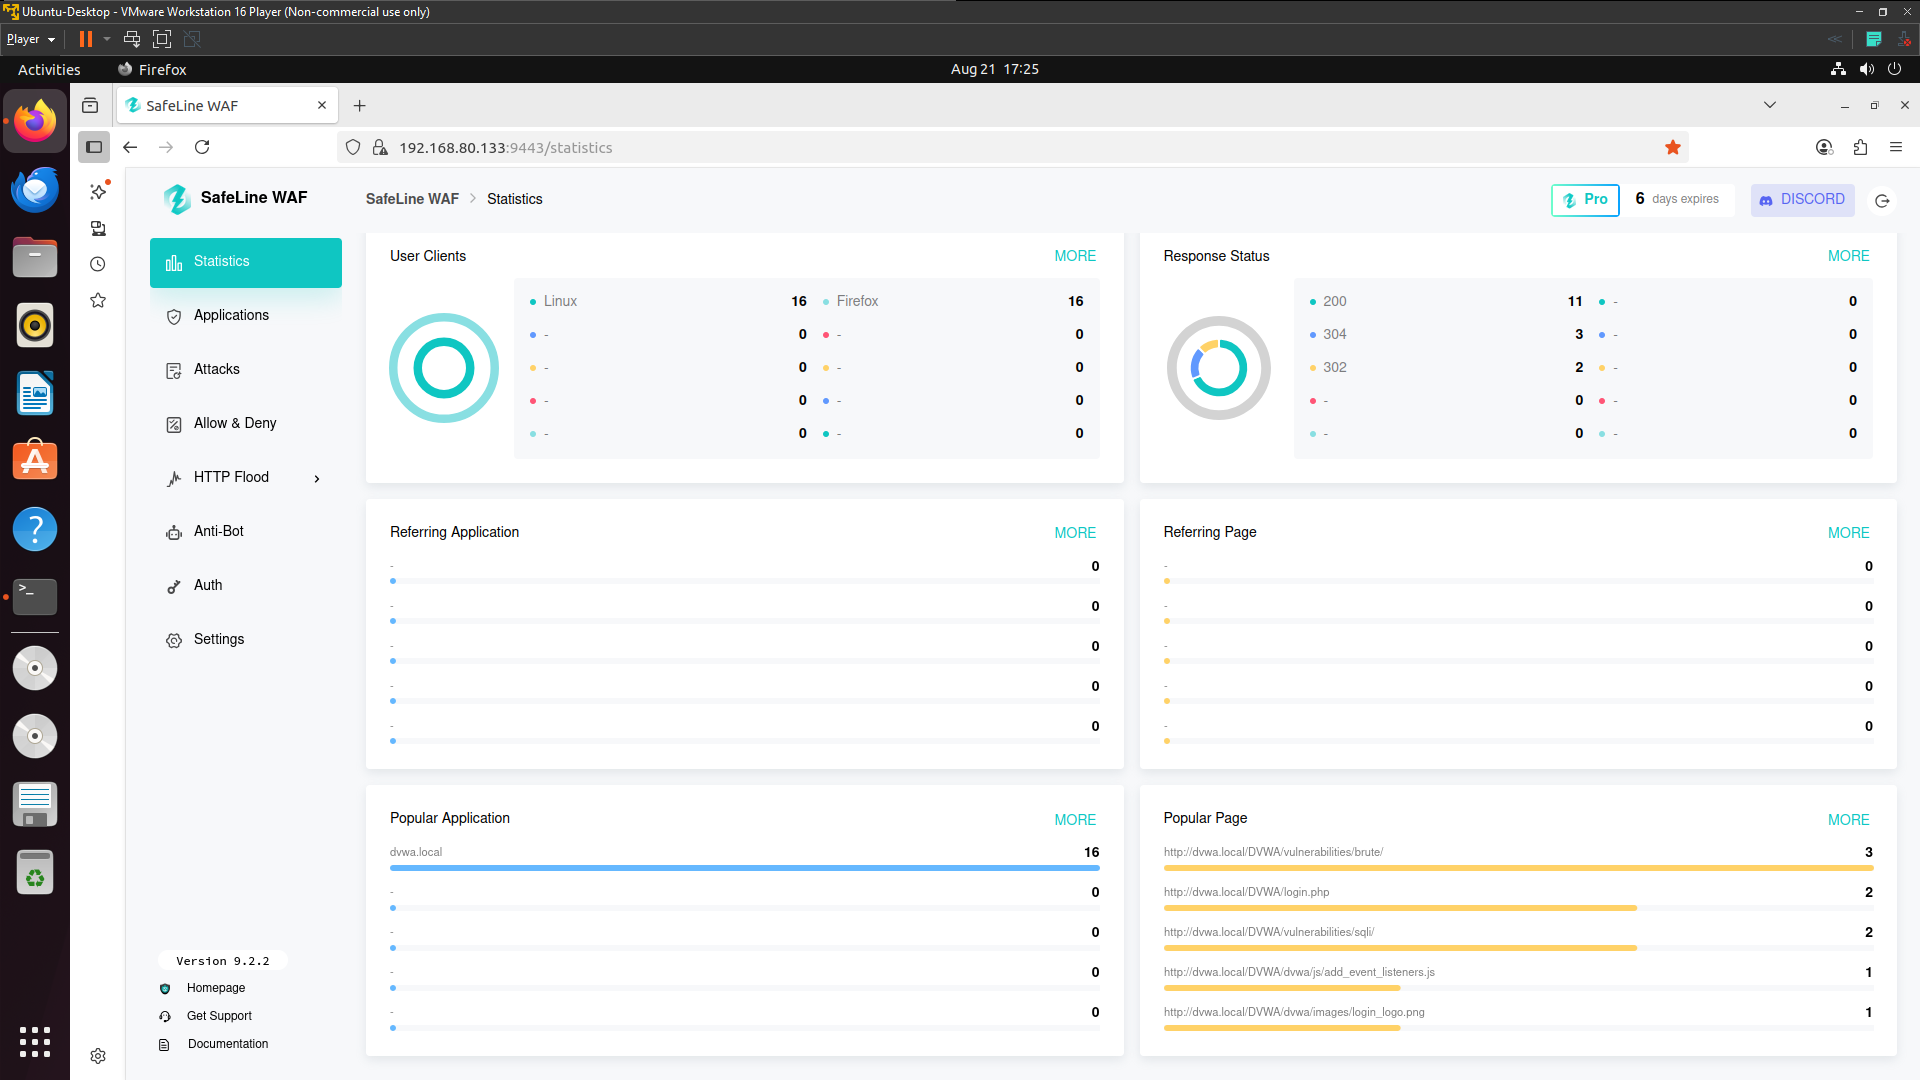 Ubuntu-Desktop - VMware Workstation 16 Player (Non-commercial use only)
Player
Activities
Firefox
Aug 21 17:25
SafeLine WAF
192.168.80.133:9443/statistics
SafeLine WAF
SafeLine WAF
Statistics
Pro
6 days expires
DISCORD
Statistics
Applications
Attacks
Allow & Deny
HTTP Flood
Anti-Bot
Auth
Settings
Version 9.2.2
Homepage
Get Support
Documentation
User Clients
MORE
Linux 16 Firefox 16
- 0 - 0
- 0 - 0
- 0 - 0
- 0 - 0
Response Status
MORE
200 11 - 0
304 3 - 0
302 2 - 0
- 0 - 0
- 0 - 0
Referring Application
MORE
- 0
- 0
- 0
- 0
- 0
Referring Page
MORE
- 0
- 0
- 0
- 0
- 0
Popular Application
MORE
dvwa.local 16
- 0
- 0
- 0
- 0
Popular Page
MORE
http://dvwa.local/DVWA/vulnerabilities/brute/ 3
http://dvwa.local/DVWA/login.php 2
http://dvwa.local/DVWA/vulnerabilities/sqli/ 2
http://dvwa.local/DVWA/dvwa/js/add_event_listeners.js 1
http://dvwa.local/DVWA/dvwa/images/login_logo.png 1